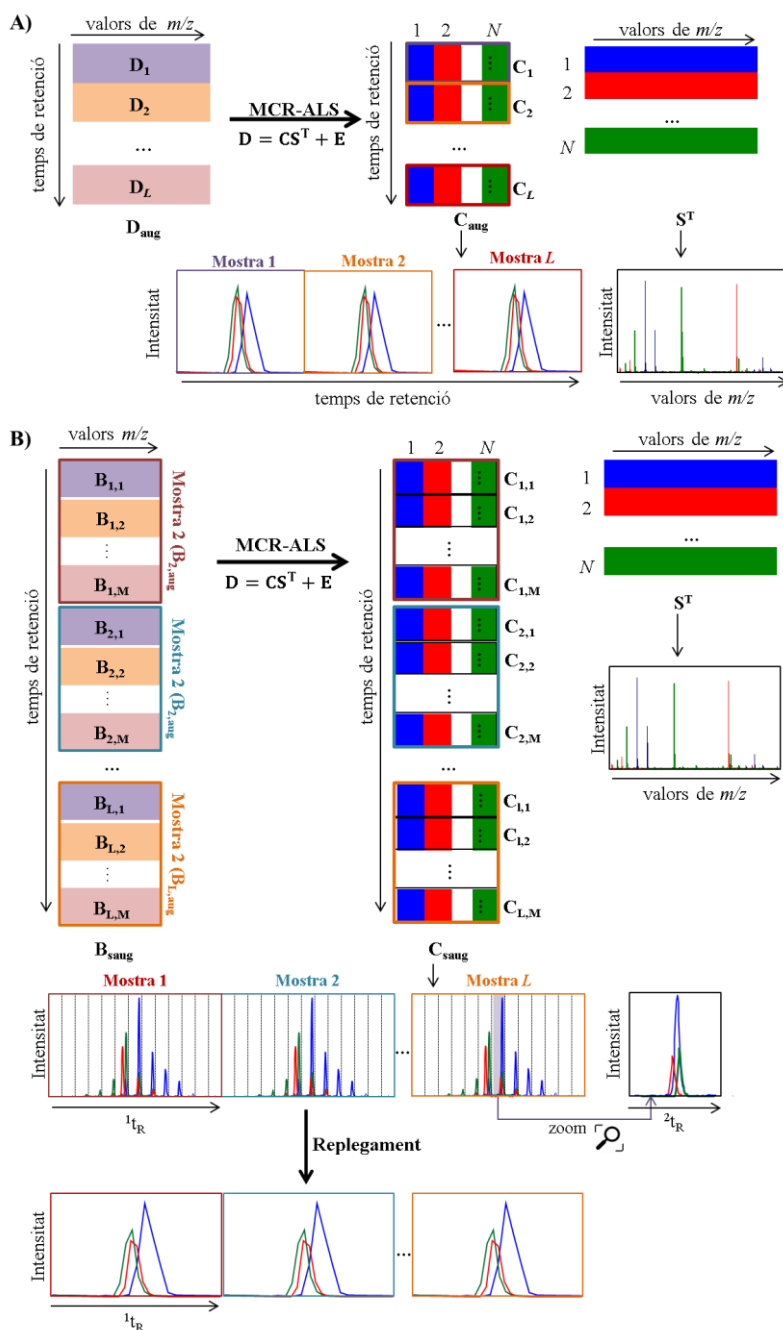 A)
valors de m/z
temps de retenció
D1
D2
...
DL
Daug
MCR-ALS
D = CS^T + E
1 2 N
C1
C2
...
CL
Caug
valors de m/z
1
2
...
N
S^T
Mostra 1
Mostra 2
Mostra L
Intensitat
...
temps de retenció
Intensitat
valors de m/z
B)
valors m/z
temps de retenció
B1,1
B1,2
⋮
B1,M
Mostra 2 (B2,aug
B2,1
B2,2
⋮
B2,M
Mostra 2 (B2,aug
...
BL,1
BL,2
⋮
BL,M
Mostra 2 (BL,aug
Bsaug
MCR-ALS
D = CS^T + E
temps de retenció
1 2 N
C1,1
C1,2
⋮
C1,M
C2,1
C2,2
⋮
C2,M
...
Cl,1
Cl,2
⋮
CL,M
Csaug
valors de m/z
1
2
...
N
S^T
Intensitat
valors de m/z
Mostra 1
Mostra 2
Mostra L
Intensitat
...
1tR
Intensitat
2tR
zoom
Replegament
Intensitat
...
1tR